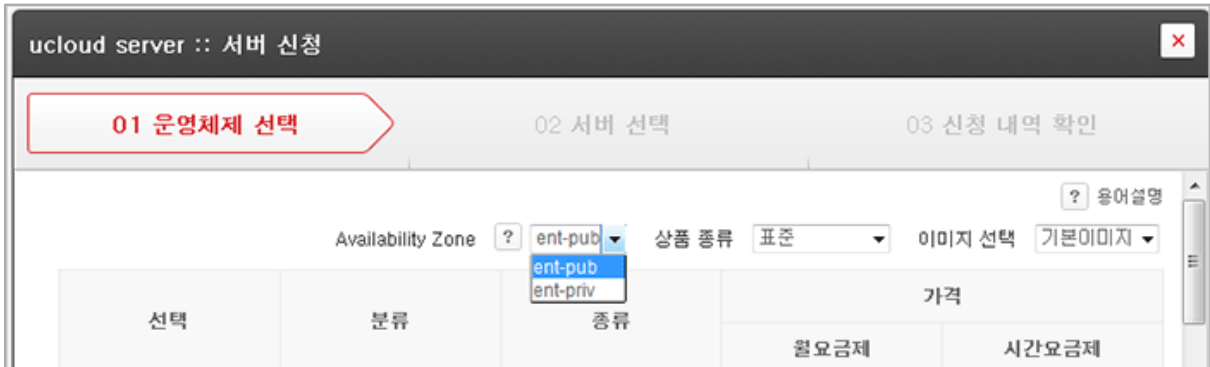 ucloud server :: 서버 신청
01 운영체제 선택 02 서버 선택 03 신청 내역 확인
? 용어설명
Availability Zone ? ent-pub 상품 종류 표준 이미지 선택 기본이미지
ent-pub
ent-priv
선택 분류 종류 가격
월요금제 시간요금제